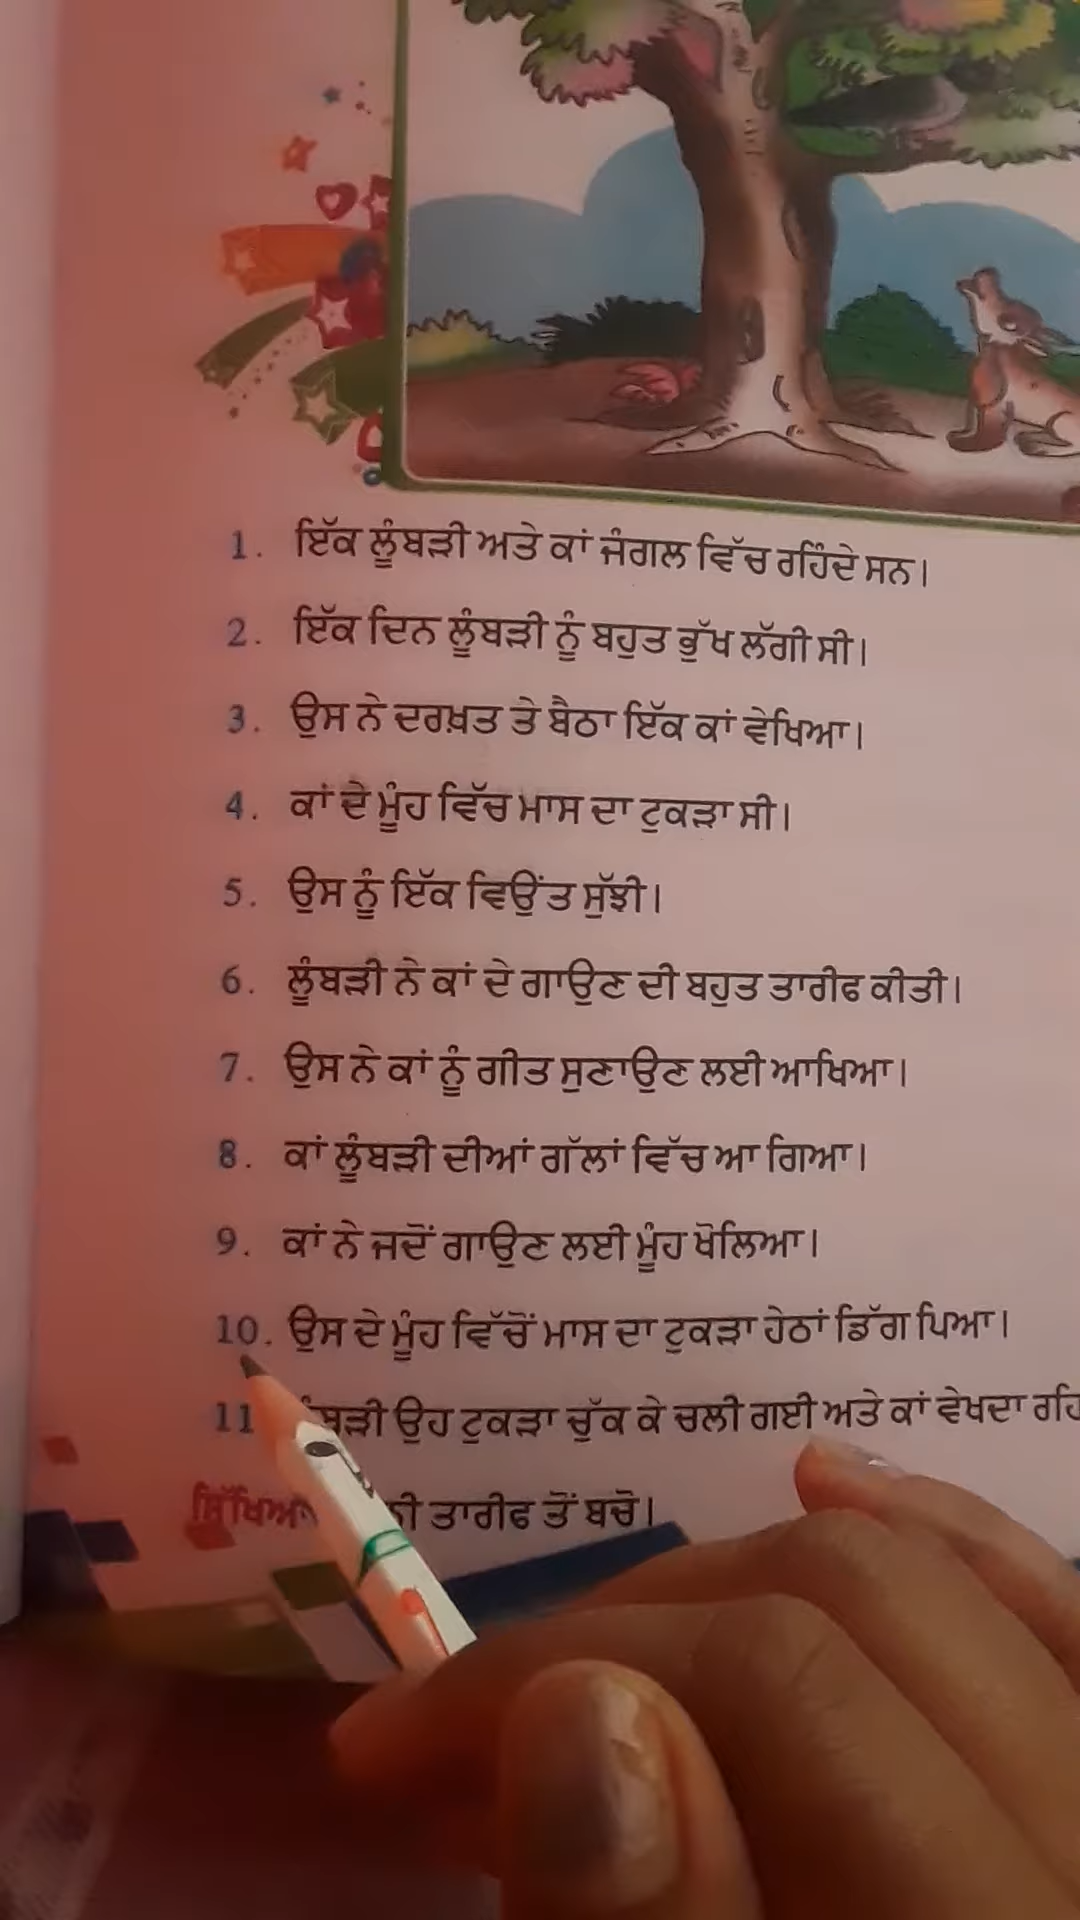 1. ਇੱਕ ਲੂੰਬੜੀ ਅਤੇ ਕਾਂ ਜੰਗਲ ਵਿੱਚ ਰਹਿੰਦੇ ਸਨ।
2. ਇੱਕ ਦਿਨ ਲੂੰਬੜੀ ਨੂੰ ਬਹੁਤ ਭੁੱਖ ਲੱਗੀ ਸੀ।
3. ਉਸ ਨੇ ਦਰਖ਼ਤ ਤੇ ਬੈਠਾ ਇੱਕ ਕਾਂ ਵੇਖਿਆ।
4. ਕਾਂ ਦੇ ਮੂੰਹ ਵਿੱਚ ਮਾਸ ਦਾ ਟੁਕੜਾ ਸੀ।
5. ਉਸ ਨੂੰ ਇੱਕ ਵਿਉਂਤ ਸੁੱਝੀ।
6. ਲੂੰਬੜੀ ਨੇ ਕਾਂ ਦੇ ਗਾਉਣ ਦੀ ਬਹੁਤ ਤਾਰੀਫ ਕੀਤੀ।
7. ਉਸ ਨੇ ਕਾਂ ਨੂੰ ਗੀਤ ਸੁਣਾਉਣ ਲਈ ਆਖਿਆ।
8. ਕਾਂ ਲੂੰਬੜੀ ਦੀਆਂ ਗੱਲਾਂ ਵਿੱਚ ਆ ਗਿਆ।
9. ਕਾਂ ਨੇ ਜਦੋਂ ਗਾਉਣ ਲਈ ਮੂੰਹ ਖੋਲਿਆ।
10. ਉਸ ਦੇ ਮੂੰਹ ਵਿੱਚੋਂ ਮਾਸ ਦਾ ਟੁਕੜਾ ਹੇਠਾਂ ਡਿੱਗ ਪਿਆ।
11 ਉਹ ਟੁਕੜਾ ਚੁੱਕ ਕੇ ਚਲੀ ਗਈ ਅਤੇ ਕਾਂ ਵੇਖਦਾ
ਤਾਰੀਫ ਤੋਂ ਬਚੋ।